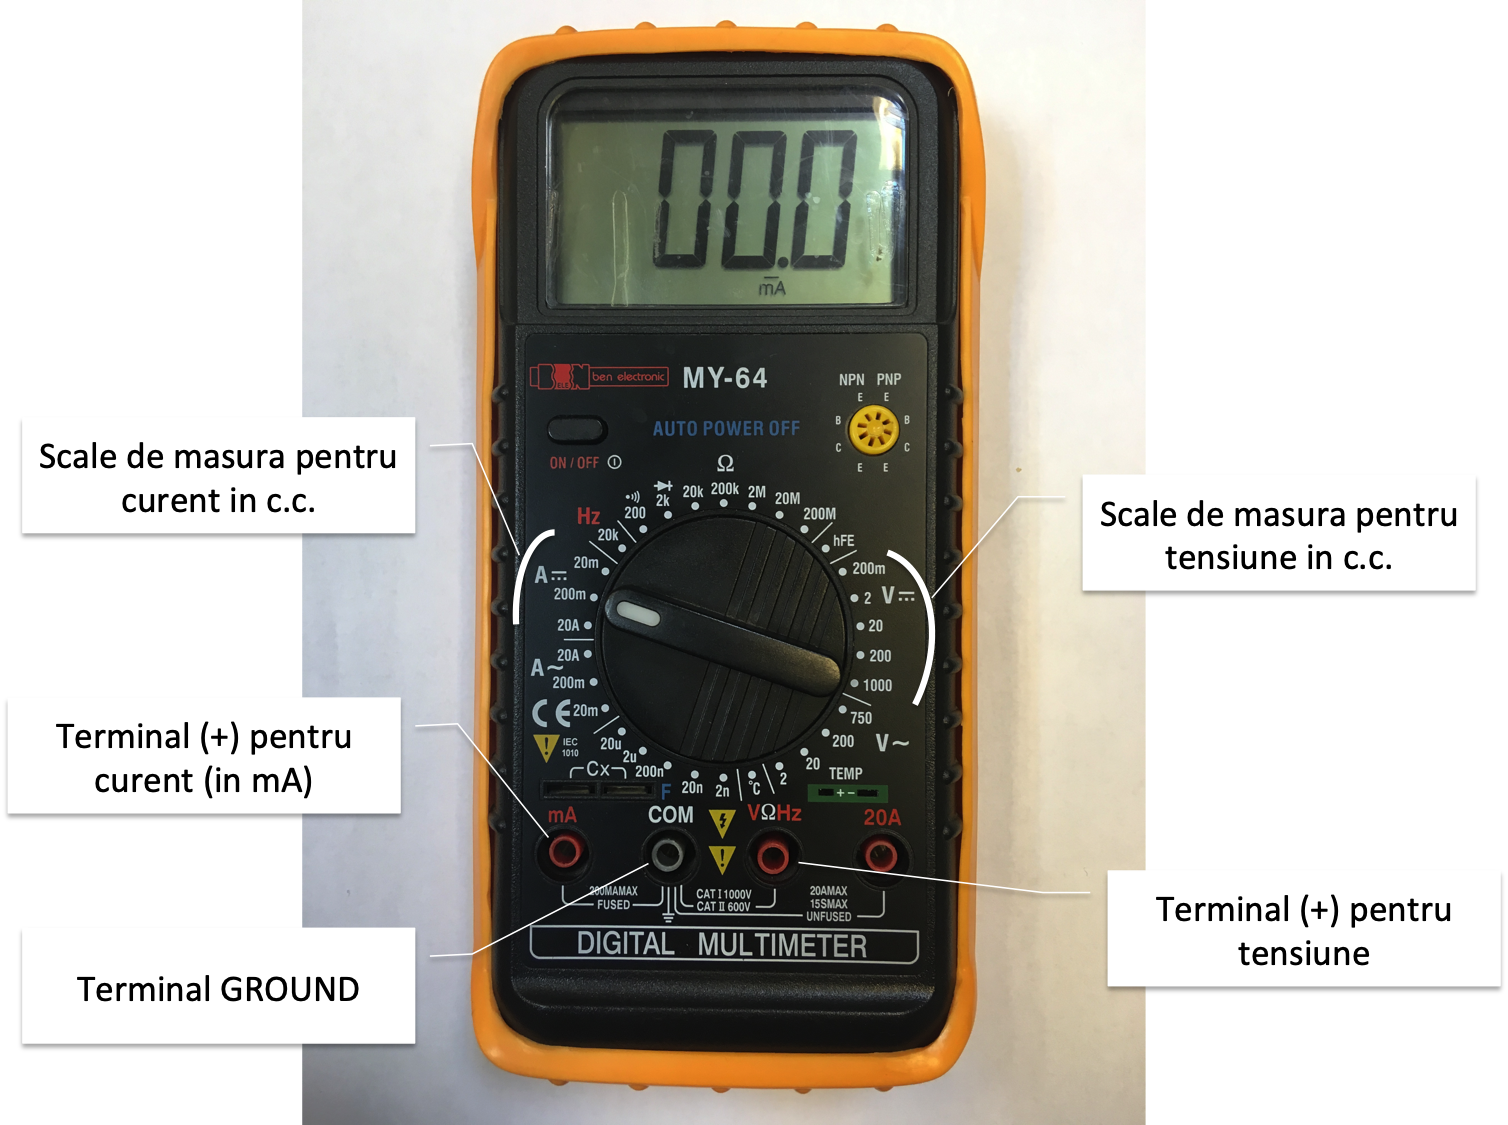 00.0
mA
ben electronic
MY-64
NPN PNP
E E
B B
C C
E E
AUTO POWER OFF
ON / OFF
Scale de masura pentru
curent in c.c.
Scale de masura pentru
tensiune in c.c.
Ω
2k 20k 200k 2M 20M
200 200M
Hz
20k hFE
20m 200m
A
200m 2 V
20A 20
20A 200
A~
200m 1000
20m 750
CE
20u 200 V~
IEC
1010
2u 20
200n 20n 2n °C 2
Cx F
TEMP
+ -
Terminal (+) pentru
curent (in mA)
mA COM VΩHz 20A
200MAMAX
FUSED
CAT I 1000V
CAT II 600V
20AMAX
15SMAX
UNFUSED
DIGITAL MULTIMETER
Terminal GROUND
Terminal (+) pentru
tensiune